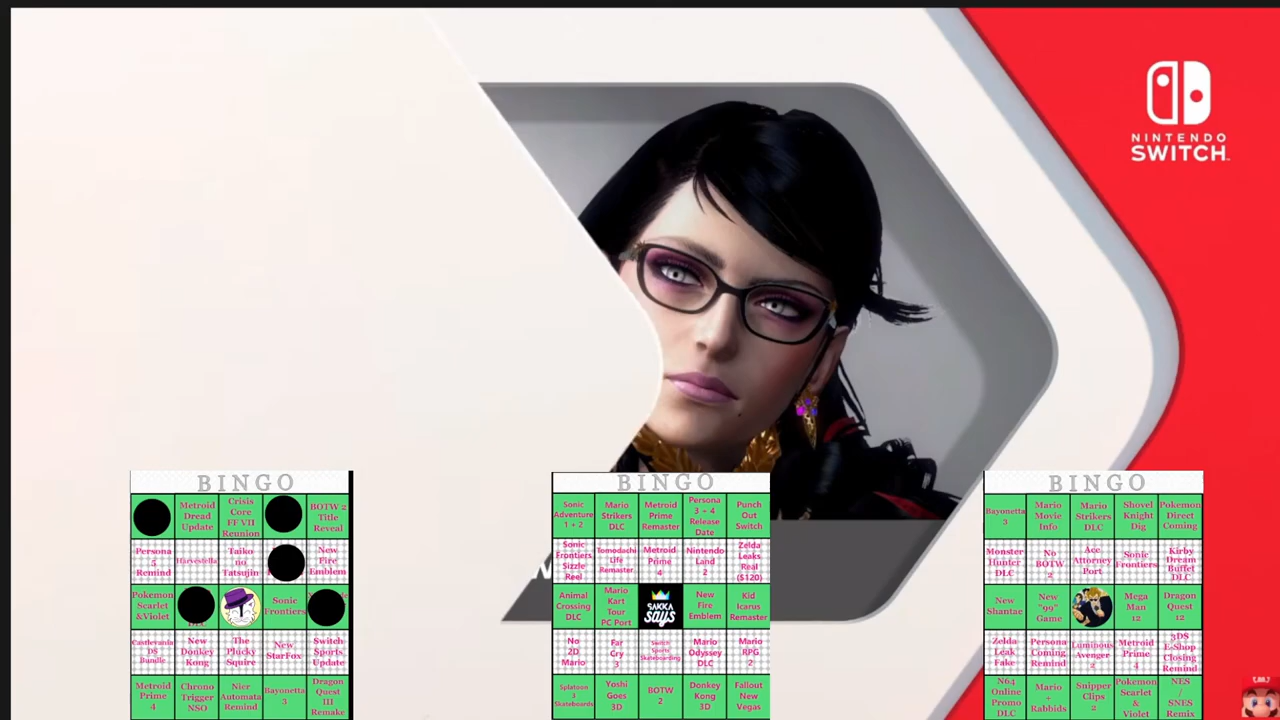 NINTENDO
SWITCH
BINGO
Metroid
Dread
Update
Crisis
Core
FF VII
Reunion
BOTW 2
Title
Reveal
Persona
5
Remind
Harvestella
Taiko
no
Tatsujin
New
Fire
Emblem
Pokemon
Scarlet
&Violet
DLC
Sonic
Frontiers
Castlevania
DS
Bundle
New
Donkey
Kong
The
Plucky
Squire
New
StarFox
Switch
Sports
Update
Metroid
Prime
4
Chrono
Trigger
NSO
Nier
Automata
Remind
Bayonetta
3
Dragon
Quest
III
Remake
BINGO
Sonic
Adventure
1 + 2
Mario
Strikers
DLC
Metroid
Prime
Remaster
Persona
3 + 4
Release
Date
Punch
Out
Switch
Sonic
Frontiers
Sizzle
Reel
Tomodachi
Life
Remaster
Metroid
Prime
4
Nintendo
Land
2
Zelda
Leaks
Real
($120)
Animal
Crossing
DLC
Mario
Kart
Tour
PC Port
SAKKA
SAYS
New
Fire
Emblem
Kid
Icarus
Remaster
No
2D
Mario
Far
Cry
3
Switch
Sports
Skateboarding
Mario
Odyssey
DLC
Mario
RPG
2
Splatoon
3
Skateboards
Yoshi
Goes
3D
BOTW
2
Donkey
Kong
3D
Fallout
New
Vegas
BINGO
Bayonetta
3
Mario
Movie
Info
Mario
Strikers
DLC
Shovel
Knight
Dig
Pokemon
Direct
Coming
Monster
Hunter
DLC
No
BOTW
2
Ace
Attorney
Port
Sonic
Frontiers
Kirby
Dream
Buffet
DLC
New
Shantae
New
"99"
Game
Mega
Man
12
Dragon
Quest
12
Zelda
Leak
Fake
Persona
Coming
Remind
Luminous
Avenger
2
Metroid
Prime
4
3DS
E-Shop
Closing
Remind
N64
Online
Promo
DLC
Mario
+
Rabbids
Snipper
Clips
2
Pokemon
Scarlet
&
Violet
NES
/
SNES
Remix